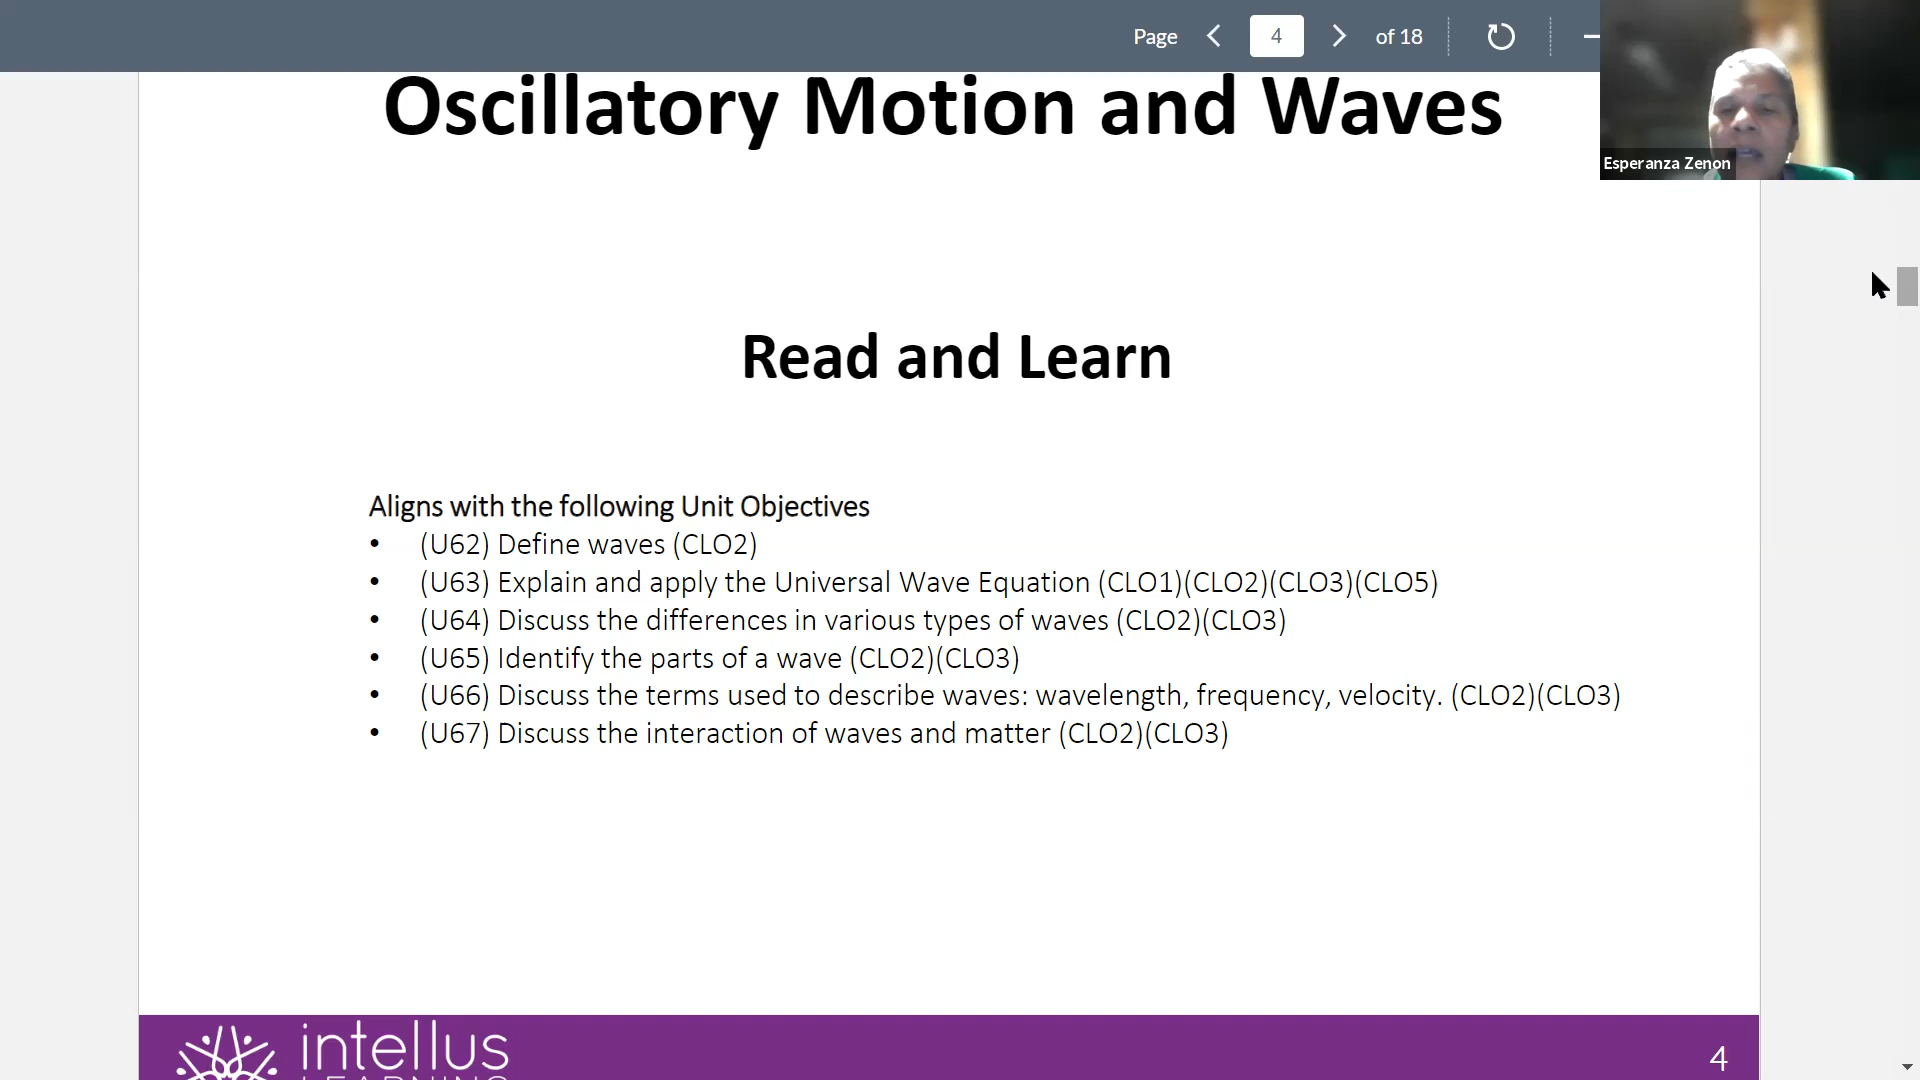 Page 4 of 18
Oscillatory Motion and Waves
Esperanza Zenon
Read and Learn
Aligns with the following Unit Objectives
• (U62) Define waves (CLO2)
• (U63) Explain and apply the Universal Wave Equation (CLO1)(CLO2)(CLO3)(CLO5)
• (U64) Discuss the differences in various types of waves (CLO2)(CLO3)
• (U65) Identify the parts of a wave (CLO2)(CLO3)
• (U66) Discuss the terms used to describe waves: wavelength, frequency, velocity. (CLO2)(CLO3)
• (U67) Discuss the interaction of waves and matter (CLO2)(CLO3)
intellus
LEARNING
4